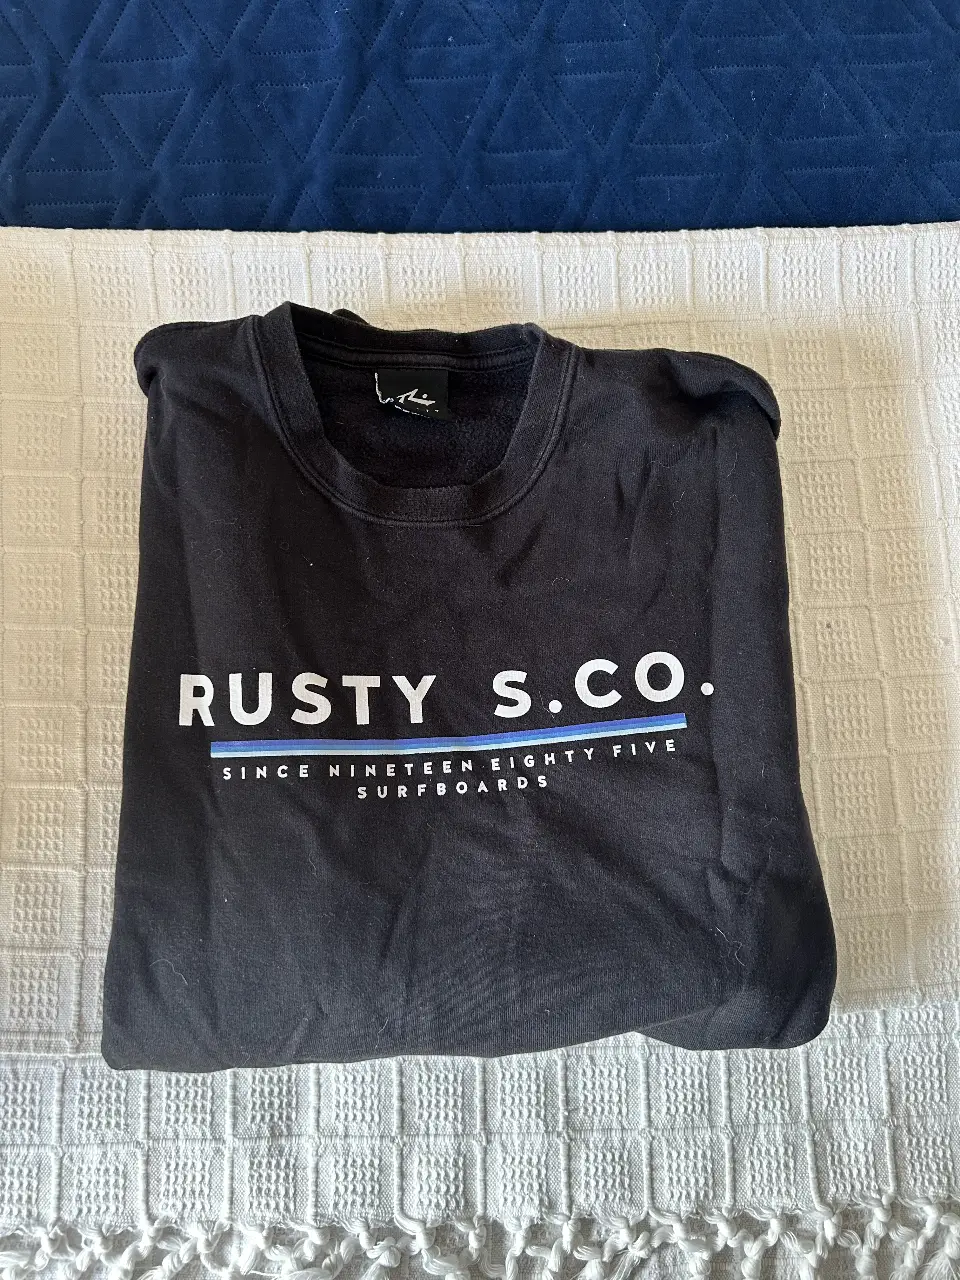 RUSTY S.CO.
SINCE NINETEEN EIGHTY FIVE
SURFBOARDS